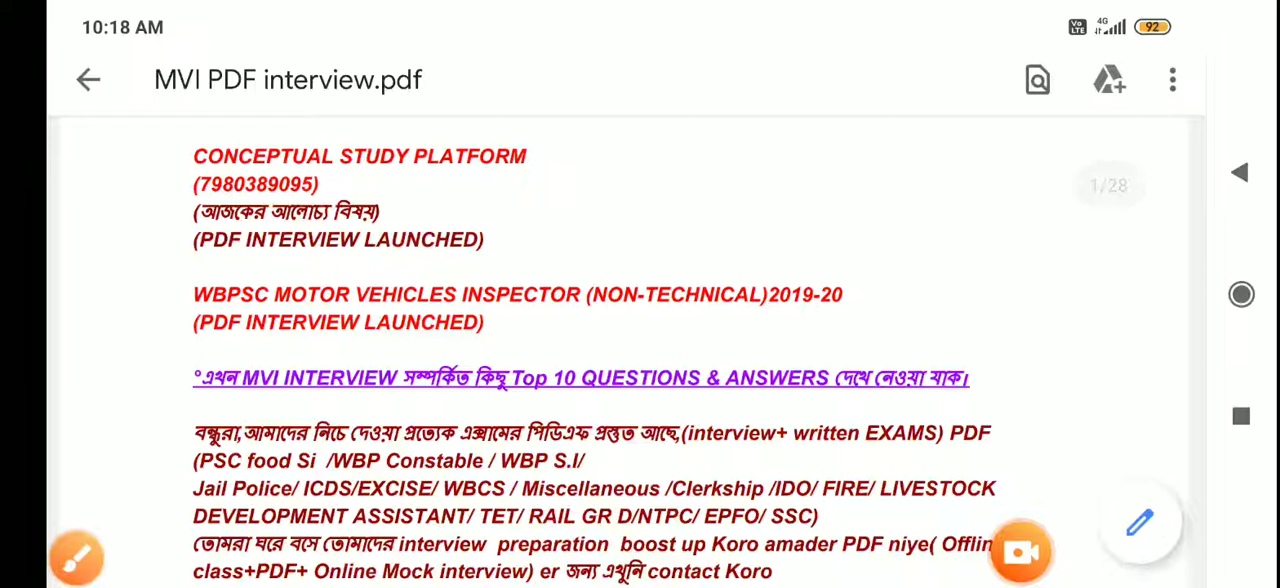 10:18 AM
Vo LTE 4G 92
MVI PDF interview.pdf
CONCEPTUAL STUDY PLATFORM
(7980389095)
1/28
(আজকের আলোচ্য বিষয়)
(PDF INTERVIEW LAUNCHED)
WBPSC MOTOR VEHICLES INSPECTOR (NON-TECHNICAL)2019-20
(PDF INTERVIEW LAUNCHED)
°এখন MVI INTERVIEW সম্পর্কিত কিছু Top 10 QUESTIONS & ANSWERS দেখে নেওয়া যাক।
বন্ধুরা,আমাদের নিচে দেওয়া প্রত্যেক এক্সামের পিডিএফ প্রস্তুত আছে,(interview+ written EXAMS) PDF
(PSC food Si /WBP Constable / WBP S.I/
Jail Police/ ICDS/EXCISE/ WBCS / Miscellaneous /Clerkship /IDO/ FIRE/ LIVESTOCK
DEVELOPMENT ASSISTANT/ TET/ RAIL GR D/NTPC/ EPFO/ SSC)
তোমরা ঘরে বসে তোমাদের interview preparation boost up Koro amader PDF niye( Offlin
class+PDF+ Online Mock interview) er জন্য এখুনি contact Koro